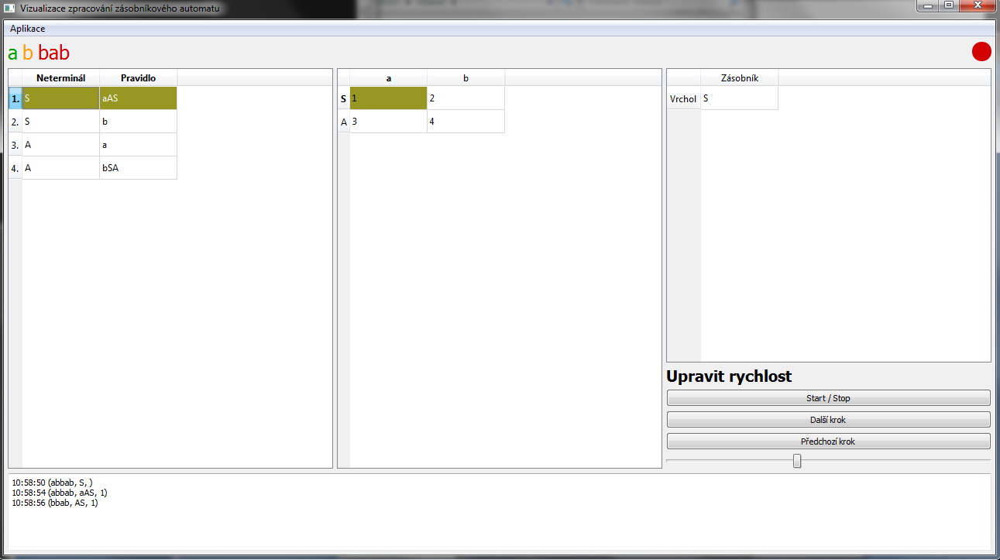 Vizualizace zpracování zásobníkového automatu
Aplikace
a b bab
Neterminál Pravidlo
1. S aAS
2. S b
3. A a
4. A bSA
a b
S 1 2
A 3 4
Zásobník
Vrchol S
Upravit rychlost
Start / Stop
Další krok
Předchozí krok
10:58:50 (abbab, S, )
10:58:54 (abbab, aAS, 1)
10:58:56 (bbab, AS, 1)